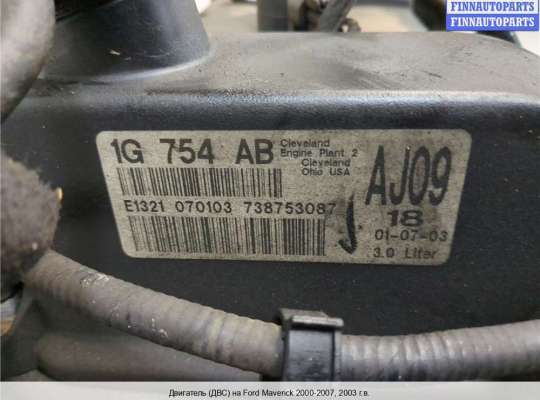 FINNAUTOPARTS
FINNAUTOPARTS
1G 754 AB
Cleveland
Engine Plant 2
Cleveland
Ohio USA
AJ09
E1321 070103 738753087
18
01-07-03
3.0 Liter
Двигатель (ДВС) на Ford Maverick 2000-2007, 2003 г.в.